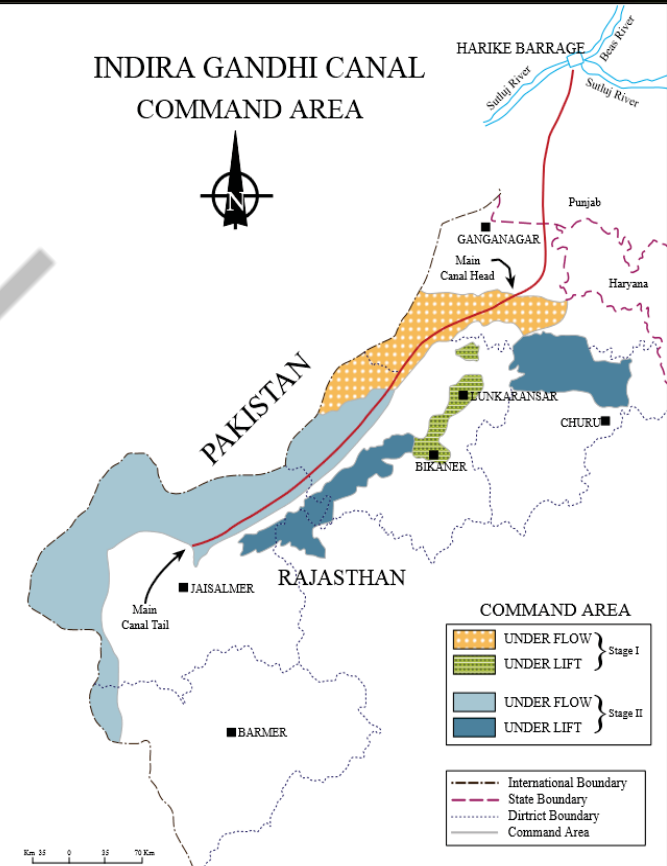 HARIKE BARRAGE
Beas River
Sutluj River
Sutluj River
INDIRA GANDHI CANAL
COMMAND AREA
N
Punjab
GANGANAGAR
Main
Canal Head
Haryana
PAKISTAN
LUNKARANSAR
CHURU
BIKANER
RAJASTHAN
JAISALMER
Main
Canal Tail
BARMER
COMMAND AREA
UNDER FLOW
UNDER LIFT
Stage I
UNDER FLOW
UNDER LIFT
Stage II
International Boundary
State Boundary
Dirtrict Boundary
Command Area
Km 35 0 35 70 Km